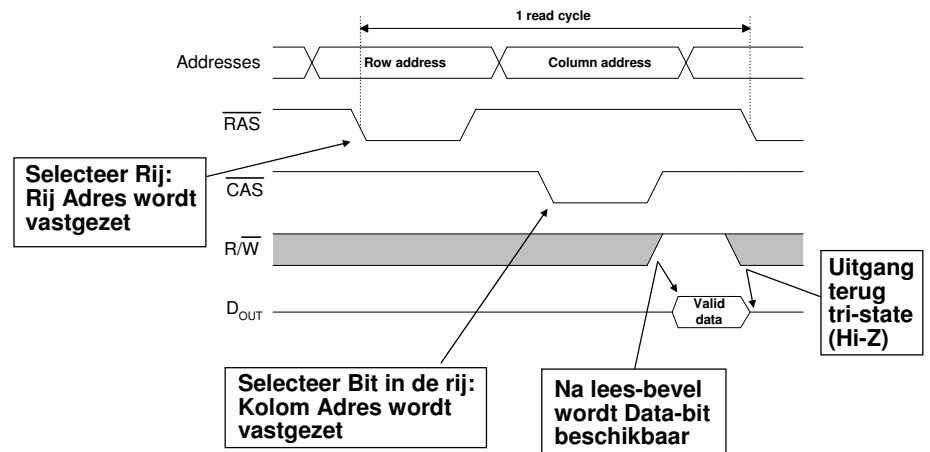 1 read cycle
Addresses
Row address
Column address
RAS
Selecteer Rij:
Rij Adres wordt
vastgezet
CAS
R/W
Uitgang
terug
tri-state
(Hi-Z)
DOUT
Valid
data
Selecteer Bit in de rij:
Kolom Adres wordt
vastgezet
Na lees-bevel
wordt Data-bit
beschikbaar